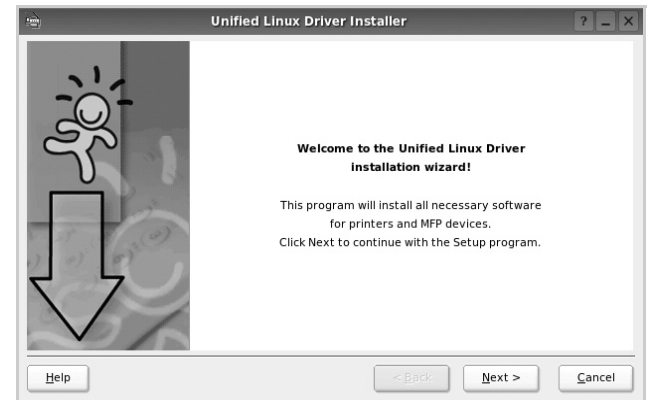 Unified Linux Driver Installer
?
Welcome to the Unified Linux Driver
installation wizard!
This program will install all necessary software
for printers and MFP devices.
Click Next to continue with the Setup program.
Help
< Back
Next >
Cancel